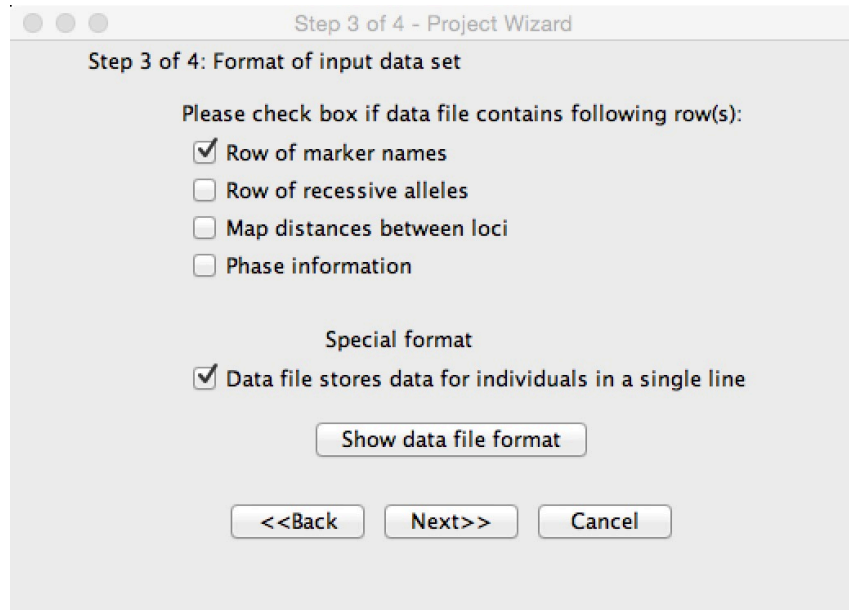 Step 3 of 4 - Project Wizard
Step 3 of 4: Format of input data set
Please check box if data file contains following row(s):
Row of marker names
Row of recessive alleles
Map distances between loci
Phase information
Special format
Data file stores data for individuals in a single line
Show data file format
<<Back Next>> Cancel